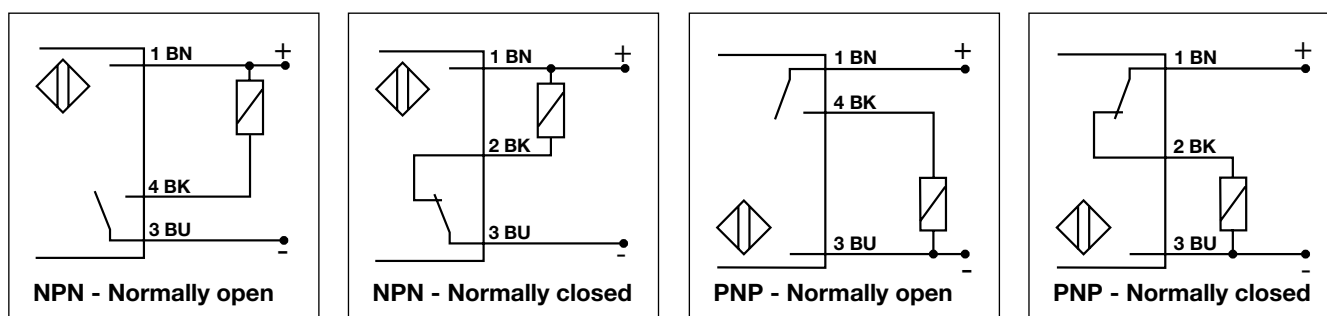 1 BN
+
4 BK
3 BU
-
NPN - Normally open
1 BN
+
2 BK
3 BU
-
NPN - Normally closed
1 BN
+
4 BK
3 BU
-
PNP - Normally open
1 BN
+
2 BK
3 BU
-
PNP - Normally closed